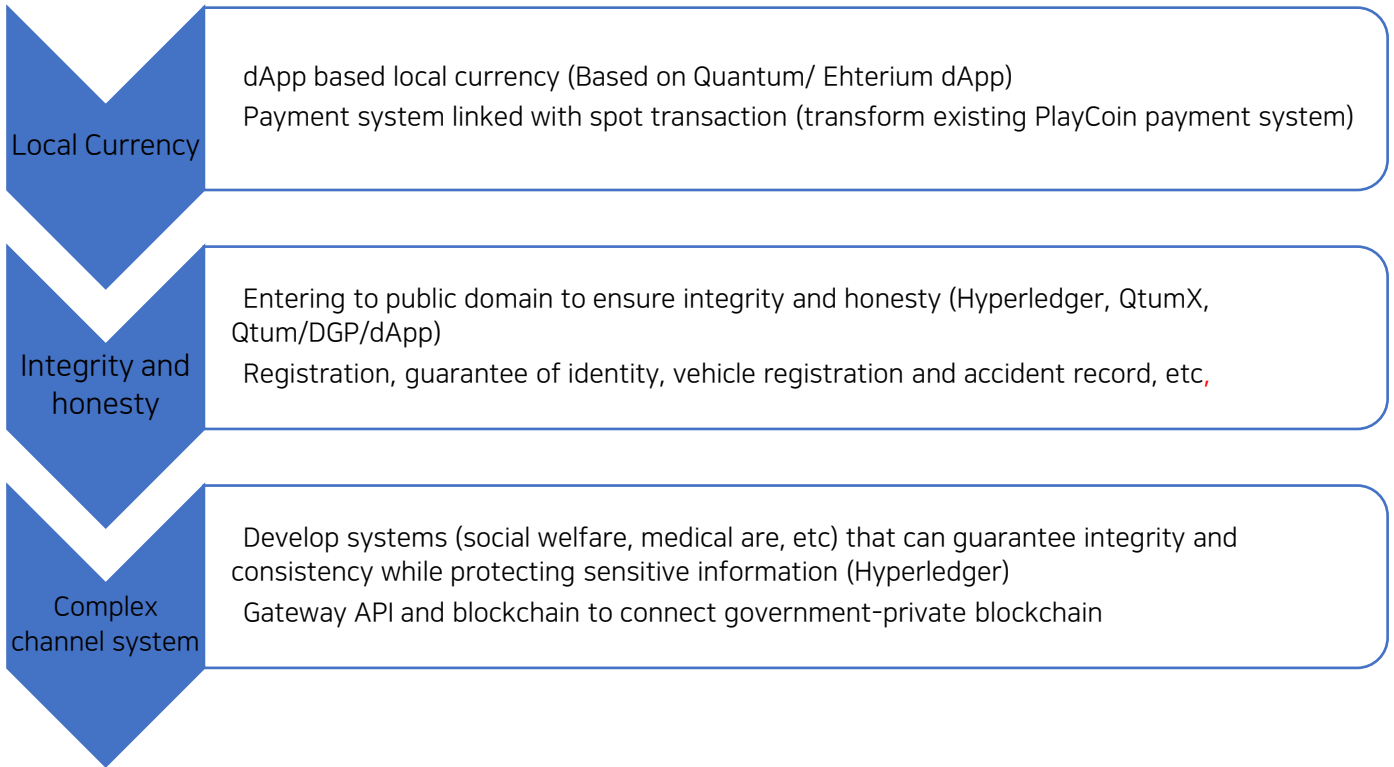 Local Currency
dApp based local currency (Based on Quantum/ Ehterium dApp)
Payment system linked with spot transaction (transform existing PlayCoin payment system)
Integrity and
honesty
Entering to public domain to ensure integrity and honesty (Hyperledger, QtumX,
Qtum/DGP/dApp)
Registration, guarantee of identity, vehicle registration and accident record, etc,
Complex
channel system
Develop systems (social welfare, medical are, etc) that can guarantee integrity and
consistency while protecting sensitive information (Hyperledger)
Gateway API and blockchain to connect government-private blockchain